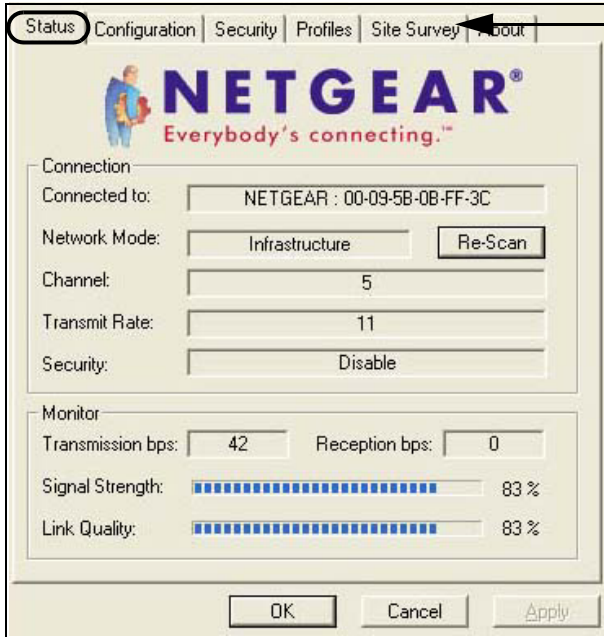 Status Configuration Security Profiles Site Survey About
NETGEAR®
Everybody's connecting.™
Connection
Connected to: NETGEAR : 00-09-5B-0B-FF-3C
Network Mode: Infrastructure Re-Scan
Channel: 5
Transmit Rate: 11
Security: Disable
Monitor
Transmission bps: 42 Reception bps: 0
Signal Strength: 83 %
Link Quality: 83 %
OK Cancel Apply